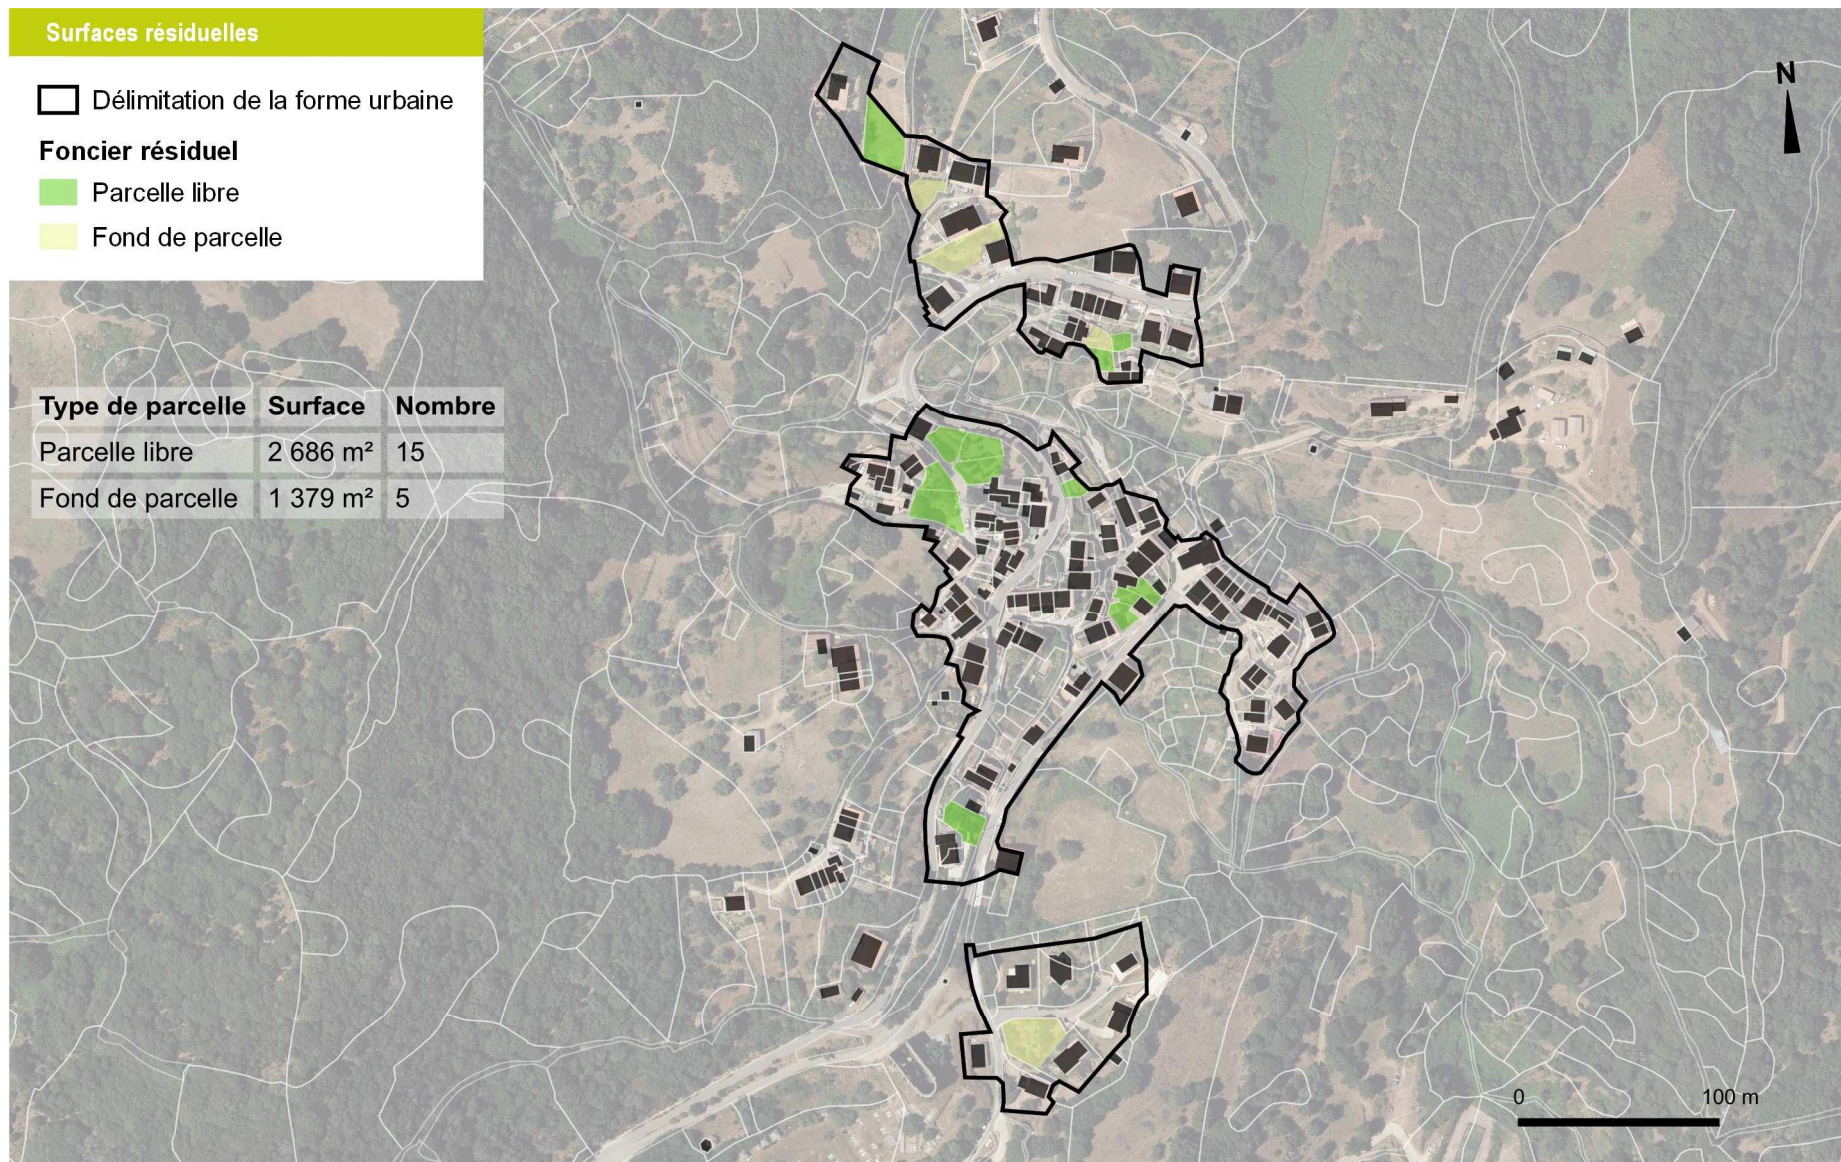 Surfaces résiduelles
Délimitation de la forme urbaine
Foncier résiduel
Parcelle libre
Fond de parcelle
N
Type de parcelle Surface Nombre
Parcelle libre 2 686 m² 15
Fond de parcelle 1 379 m² 5
0 100 m